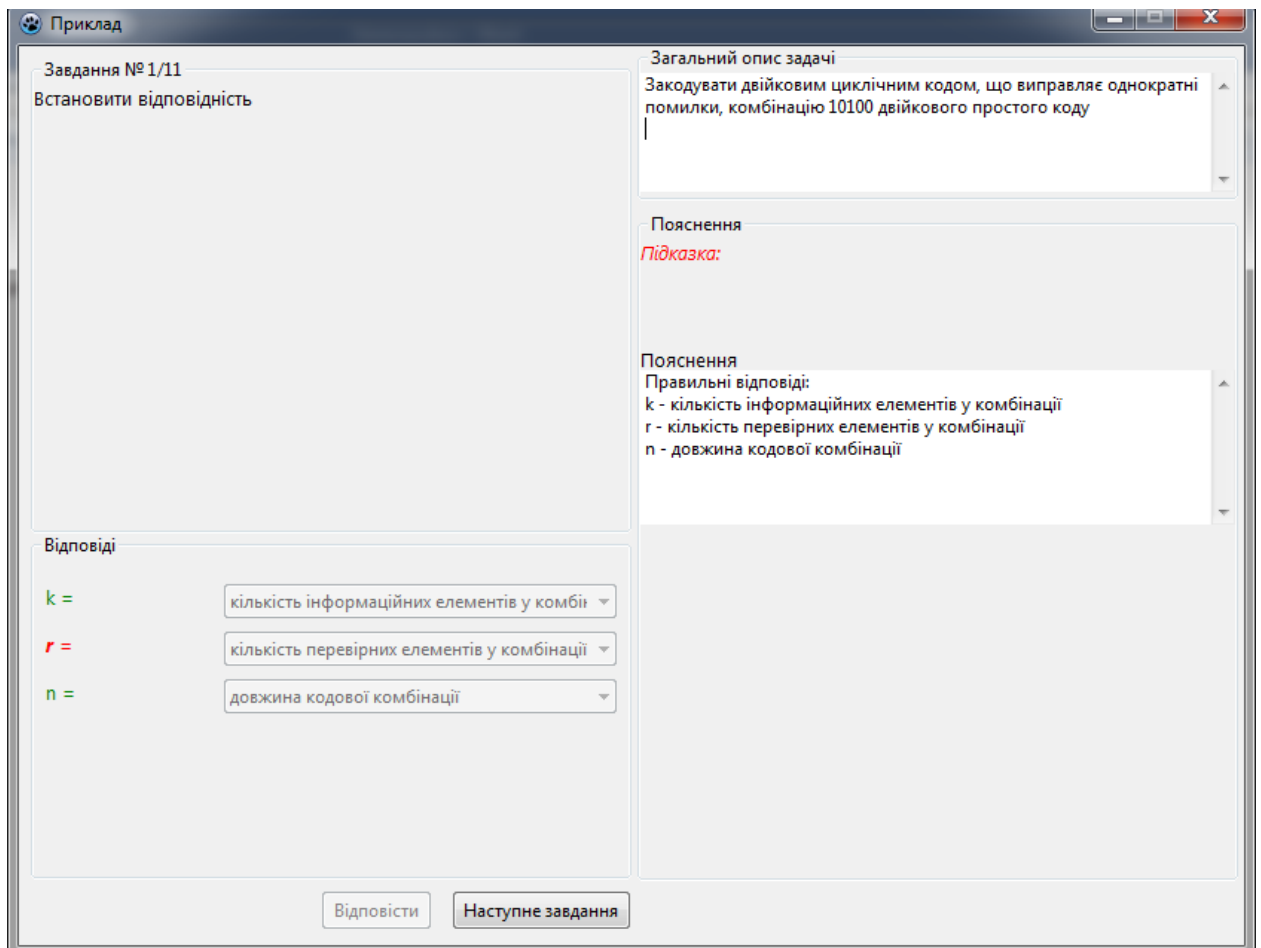 Приклад
Завдання № 1/11
Встановити відповідність
Загальний опис задачі
Закодувати двійковим циклічним кодом, що виправляє однократні
помилки, комбінацію 10100 двійкового простого коду
Пояснення
Підказка:
Пояснення
Правильні відповіді:
k - кількість інформаційних елементів у комбінації
r - кількість перевірних елементів у комбінації
n - довжина кодової комбінації
Відповіді
k =
кількість інформаційних елементів у комбін
r =
кількість перевірних елементів у комбінації
n =
довжина кодової комбінації
Відповісти
Наступне завдання